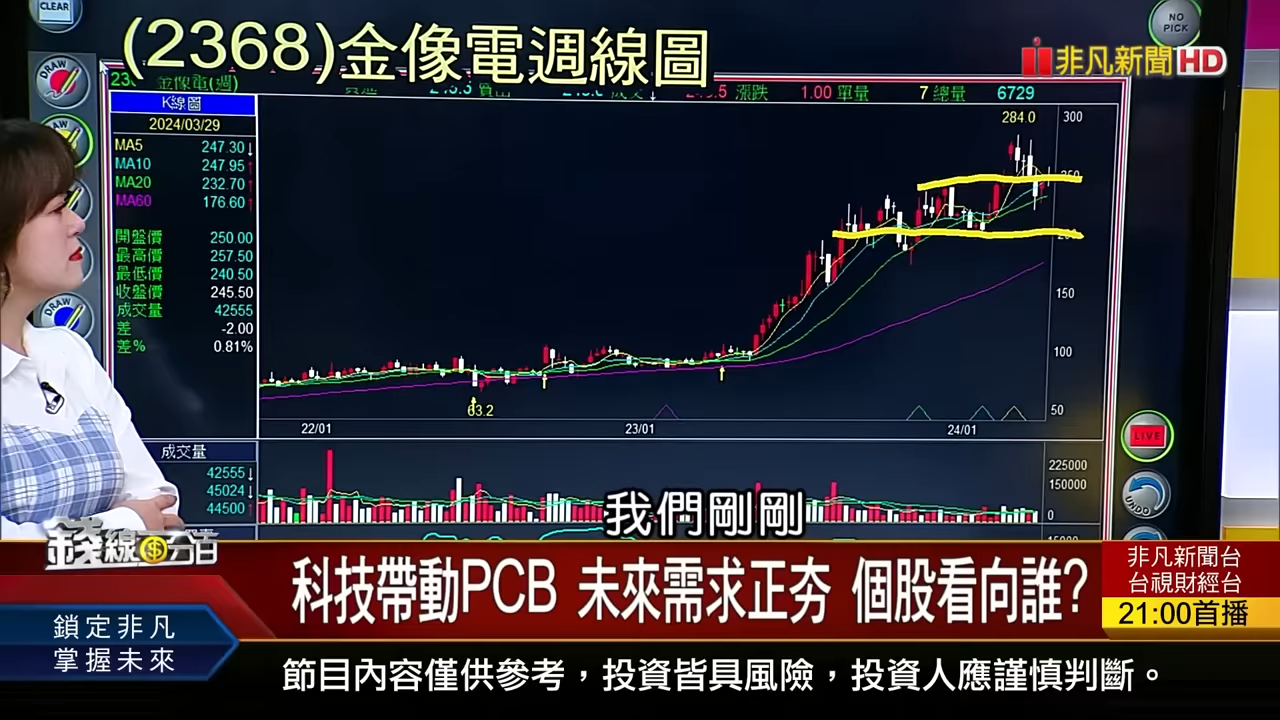 CLEAR
NO
PICK
(2368)金像電週線圖
非凡新聞HD
DRAW
金像電(週)
漲跌
1.00
單量
7
總量
6729
K線圖
2024/03/29
MA5 247.30↓
MA10 247.95↑
MA20 232.70↑
MA60 176.60↑
開盤價 250.00
最高價 257.50
最低價 240.50
收盤價 245.50
成交量 42555
差 -2.00
差% 0.81%
284.0
300
150
100
50
63.2
22/01
23/01
24/01
DRAW
LIVE
UNDO
成交量
42555↓
45024↓
44500↑
225000
150000
0
我們剛剛
錢線百分百
科技帶動PCB 未來需求正夯 個股看向誰?
非凡新聞台
台視財經台
21:00首播
鎖定非凡
掌握未來
節目內容僅供參考，投資皆具風險，投資人應謹慎判斷。